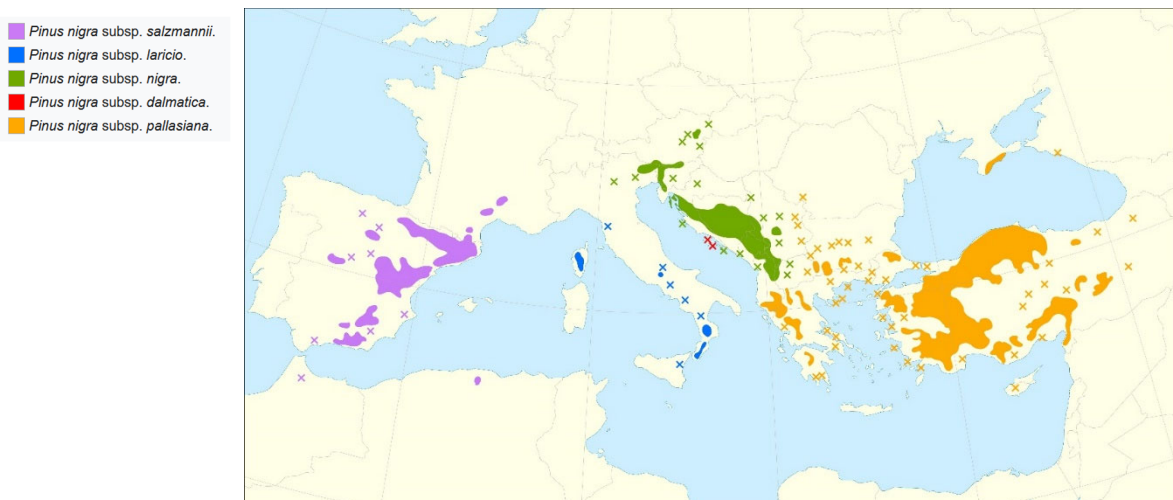 Pinus nigra subsp. salzmannii.
Pinus nigra subsp. laricio.
Pinus nigra subsp. nigra.
Pinus nigra subsp. dalmatica.
Pinus nigra subsp. pallasiana.